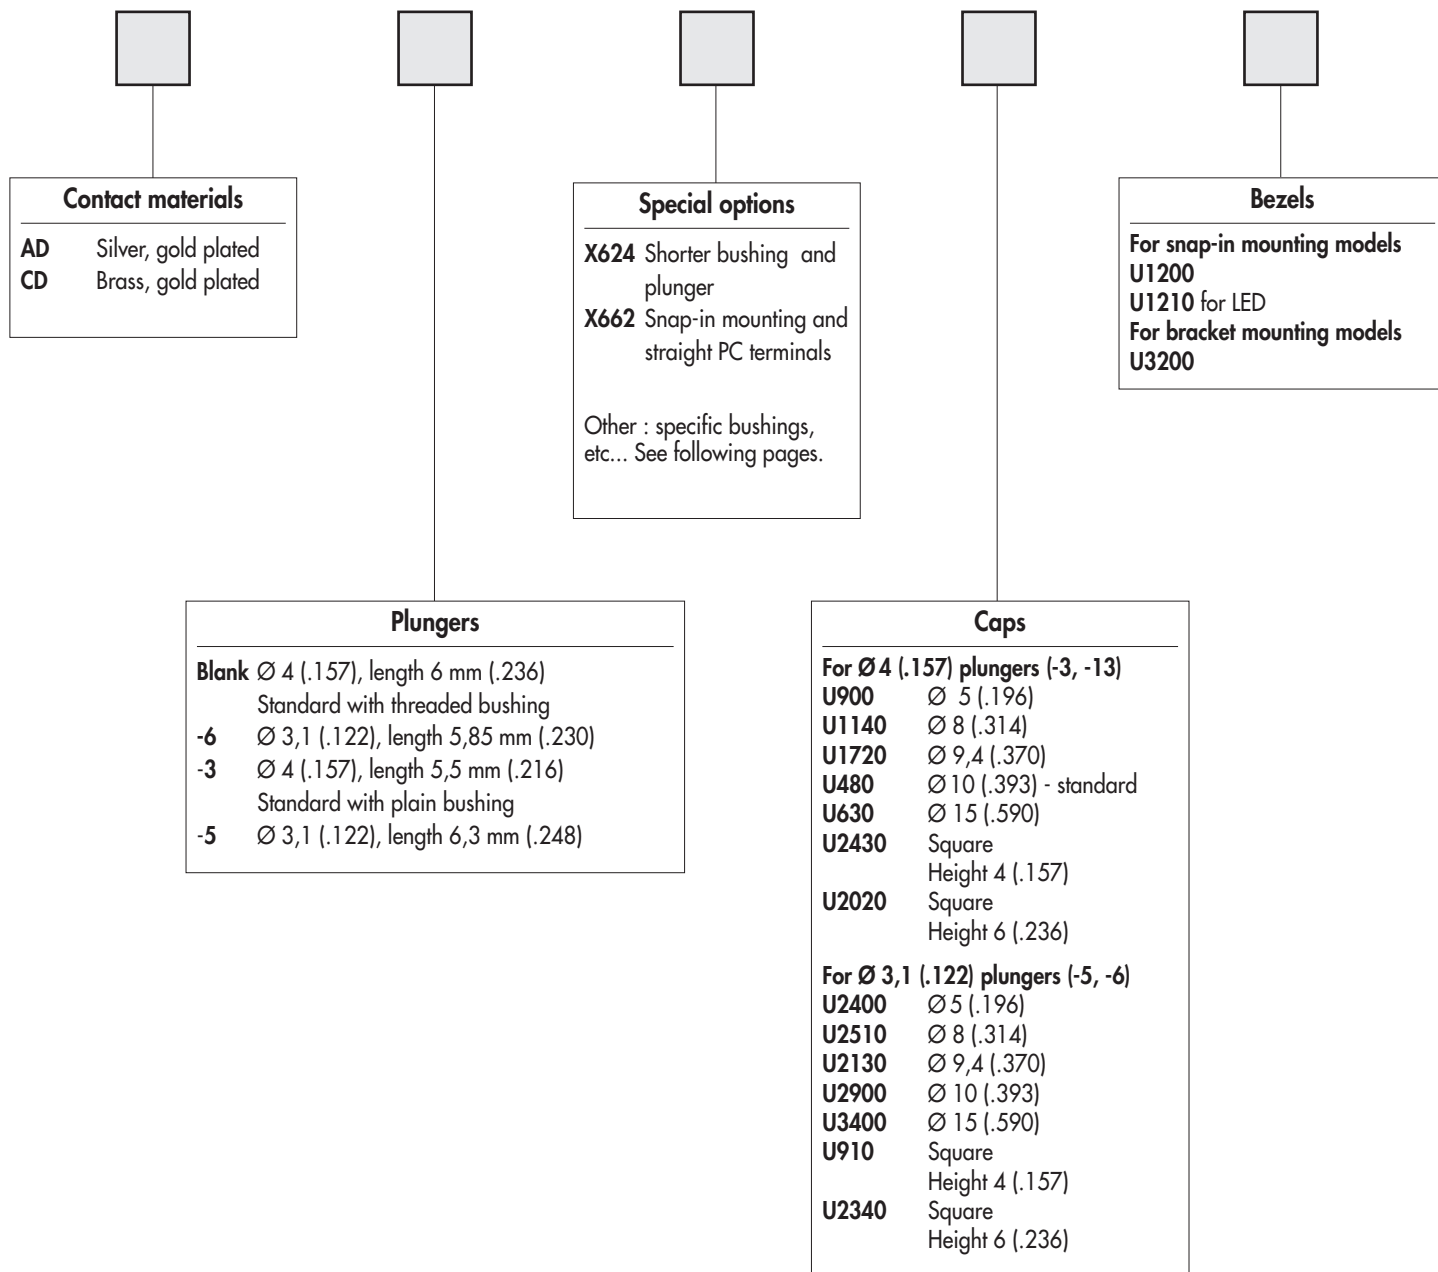 Contact materials
AD Silver, gold plated
CD Brass, gold plated
Plungers
Blank Ø 4 (.157), length 6 mm (.236)
Standard with threaded bushing
-6 Ø 3,1 (.122), length 5,85 mm (.230)
-3 Ø 4 (.157), length 5,5 mm (.216)
Standard with plain bushing
-5 Ø 3,1 (.122), length 6,3 mm (.248)
Special options
X624 Shorter bushing and
plunger
X662 Snap-in mounting and
straight PC terminals
Other : specific bushings,
etc... See following pages.
Caps
For Ø 4 (.157) plungers (-3, -13)
U900 Ø 5 (.196)
U1140 Ø 8 (.314)
U1720 Ø 9,4 (.370)
U480 Ø 10 (.393) - standard
U630 Ø 15 (.590)
U2430 Square
Height 4 (.157)
U2020 Square
Height 6 (.236)
For Ø 3,1 (.122) plungers (-5, -6)
U2400 Ø 5 (.196)
U2510 Ø 8 (.314)
U2130 Ø 9,4 (.370)
U2900 Ø 10 (.393)
U3400 Ø 15 (.590)
U910 Square
Height 4 (.157)
U2340 Square
Height 6 (.236)
Bezels
For snap-in mounting models
U1200
U1210 for LED
For bracket mounting models
U3200